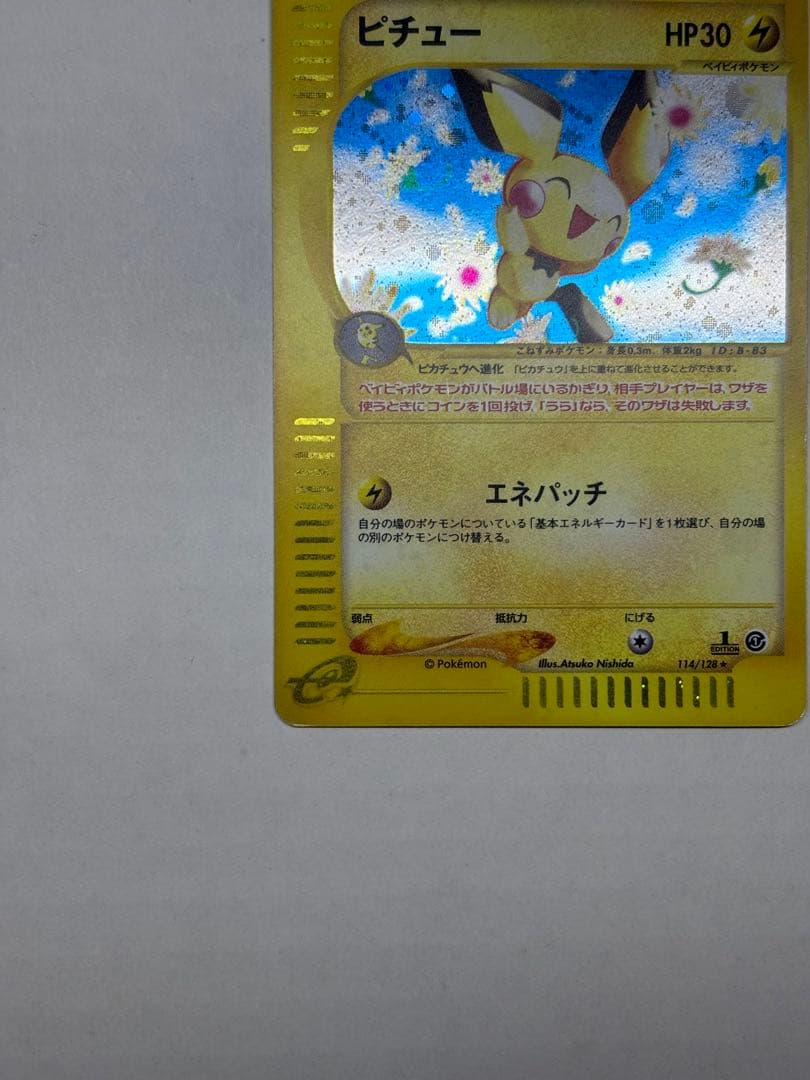 ピチュー HP30
ベイビィポケモン
こねずみポケモン：身長0.3m, 体重2kg ID:B-83
ピカチュウへ進化 「ピカチュウ」を上に重ねて進化させることができます。
ベイビィポケモンがバトル場にいるかぎり, 相手プレイヤーは, ワザを
使うときにコインを1回投げ, 「うら」なら, そのワザは失敗します。
エネパッチ
自分の場のポケモンについている「基本エネルギーカード」を1枚選び、自分の場
の別のポケモンにつけ替える。
弱点 抵抗力 にげる
1 EDITION
© Pokémon Illus.Atsuko Nishida 114/128★